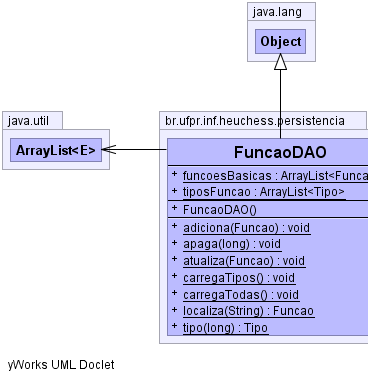 java.lang
Object
java.util
ArrayList<E>
br.ufpr.inf.heuchess.persistencia
FuncaoDAO
+ funcoesBasicas : ArrayList<Funca
+ tiposFuncao : ArrayList<Tipo>
+ FuncaoDAO()
+ adiciona(Funcao) : void
+ apaga(long) : void
+ atualiza(Funcao) : void
+ carregaTipos() : void
+ carregaTodas() : void
+ localiza(String) : Funcao
+ tipo(long) : Tipo
yWorks UML Doclet